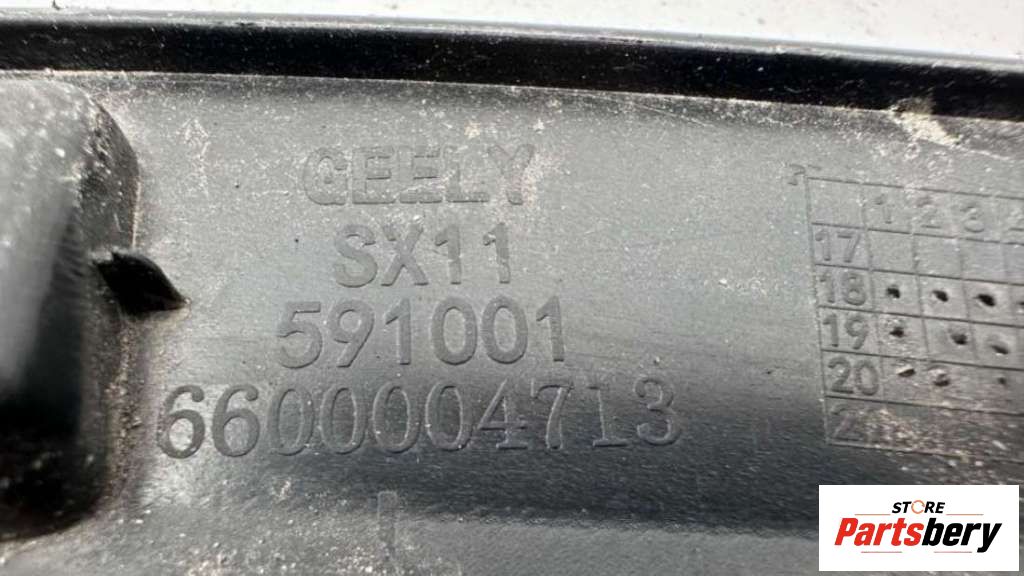 GEELY
SX11
591001
6600004713
1 2 3
17
18
19
20
STORE
Partsbery